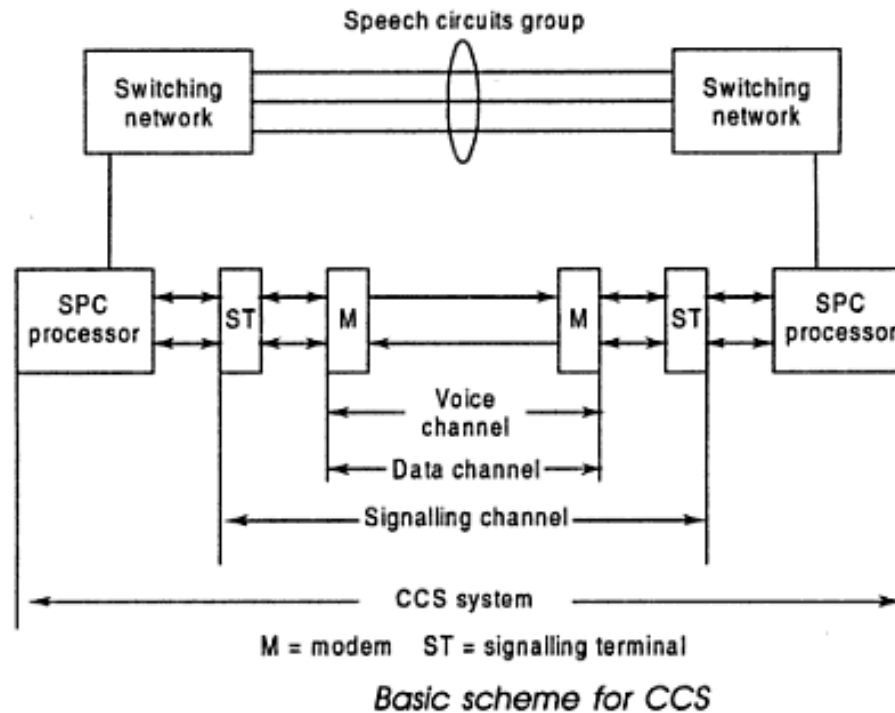 Speech circuits group
Switching
network
Switching
network
SPC
processor
ST
M
M
ST
SPC
processor
Voice
channel
Data channel
Signalling channel
CCS system
M = modem ST = signalling terminal
Basic scheme for CCS